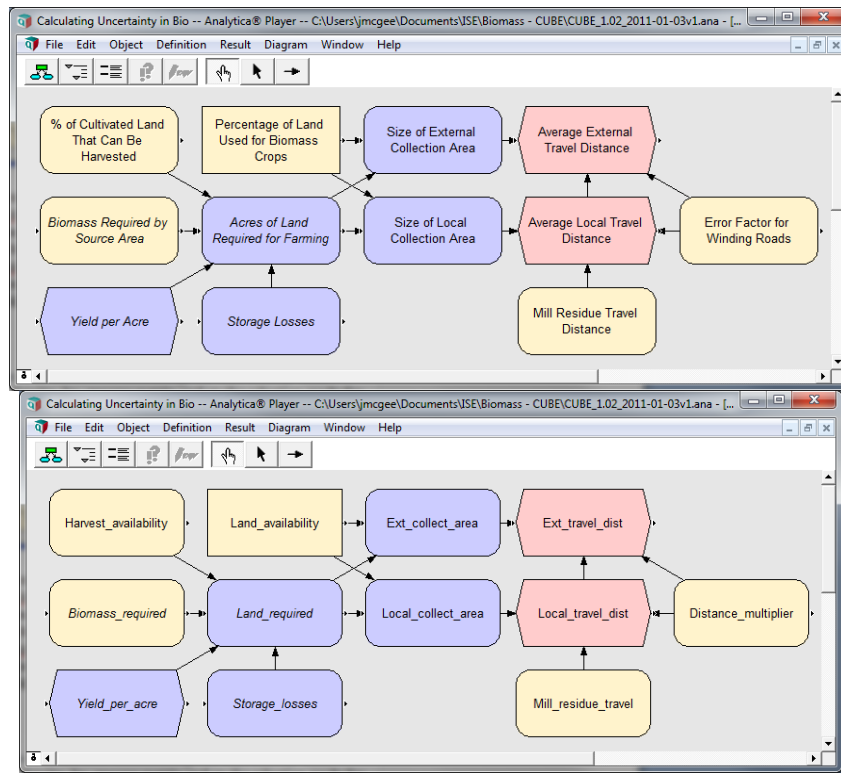 Calculating Uncertainty in Bio -- Analytica® Player -- C:\Users\jmcgee\Documents\ISE\Biomass - CUBE\CUBE_1.02_2011-01-03v1.ana - [...
File Edit Object Definition Result Diagram Window Help
% of Cultivated Land
That Can Be
Harvested
Percentage of Land
Used for Biomass
Crops
Size of External
Collection Area
Average External
Travel Distance
Biomass Required by
Source Area
Acres of Land
Required for Farming
Size of Local
Collection Area
Average Local Travel
Distance
Error Factor for
Winding Roads
Yield per Acre
Storage Losses
Mill Residue Travel
Distance
Calculating Uncertainty in Bio -- Analytica® Player -- C:\Users\jmcgee\Documents\ISE\Biomass - CUBE\CUBE_1.02_2011-01-03v1.ana - [...
File Edit Object Definition Result Diagram Window Help
Harvest_availability
Land_availability
Ext_collect_area
Ext_travel_dist
Biomass_required
Land_required
Local_collect_area
Local_travel_dist
Distance_multiplier
Yield_per_acre
Storage_losses
Mill_residue_travel